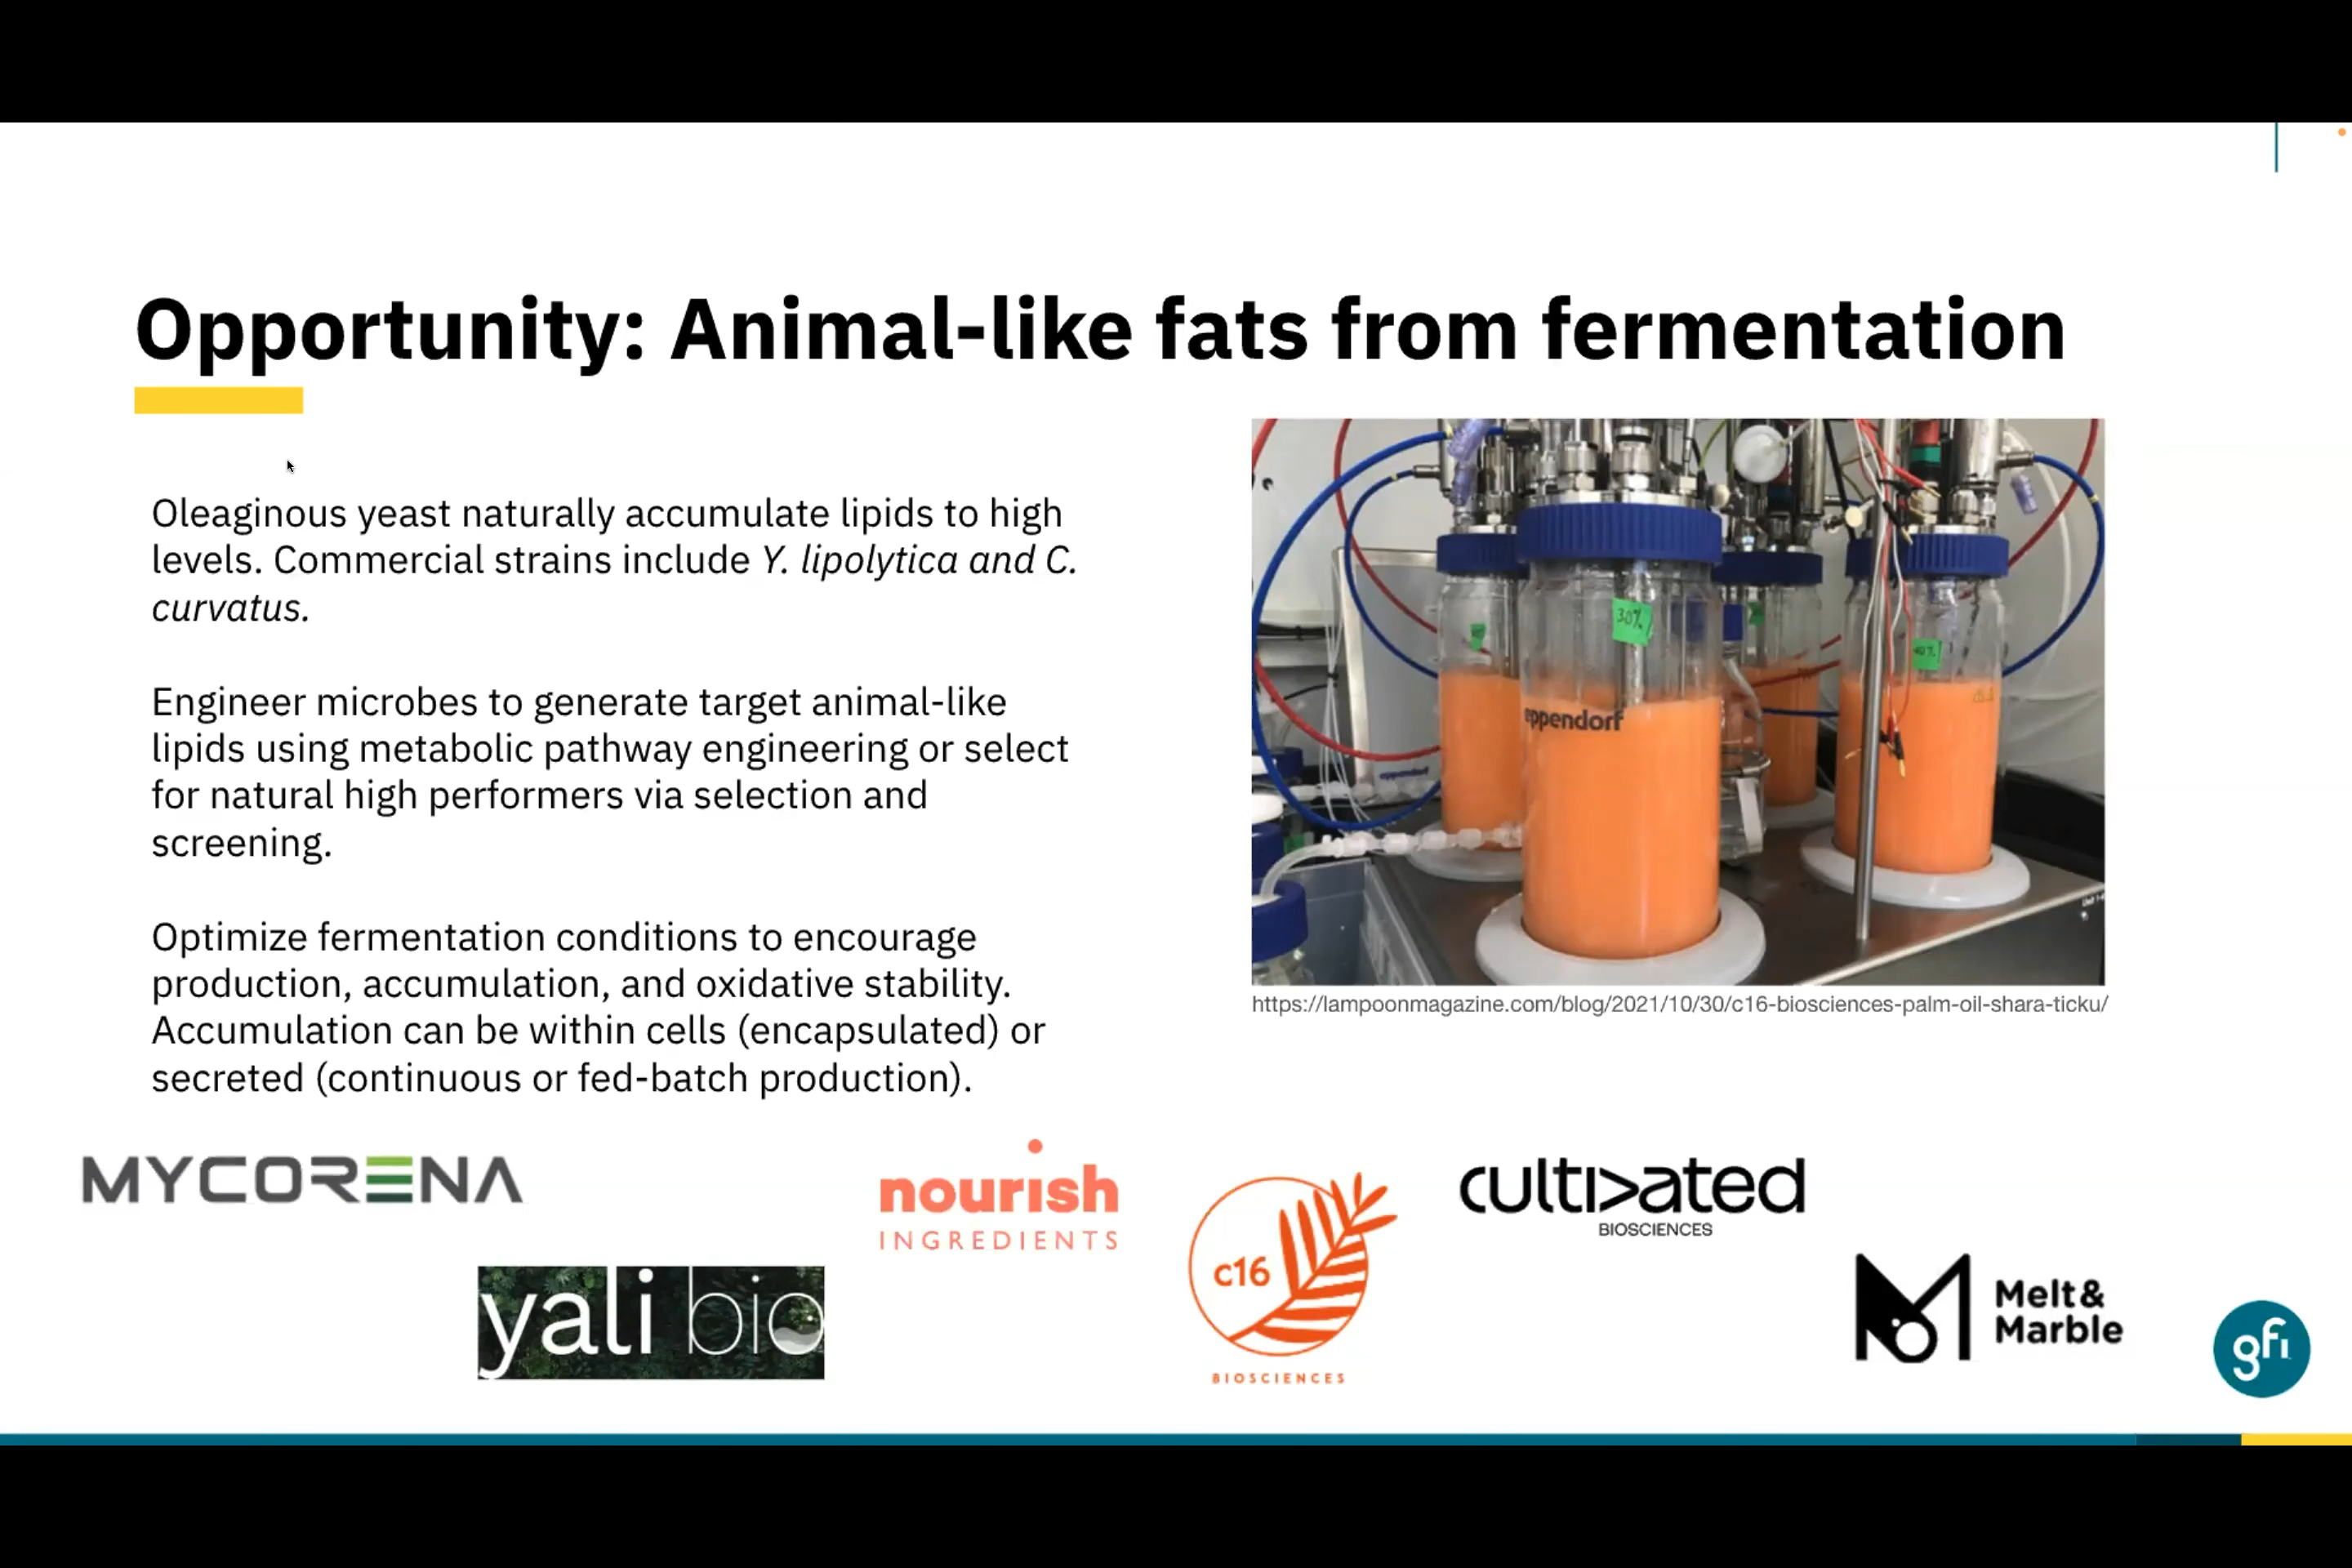 Opportunity: Animal-like fats from fermentation
Oleaginous yeast naturally accumulate lipids to high
levels. Commercial strains include Y. lipolytica and C.
curvatus.
Engineer microbes to generate target animal-like
lipids using metabolic pathway engineering or select
for natural high performers via selection and
screening.
Optimize fermentation conditions to encourage
production, accumulation, and oxidative stability.
Accumulation can be within cells (encapsulated) or
secreted (continuous or fed-batch production).
30%
eppendorf
eppendorf
https://lampoonmagazine.com/blog/2021/10/30/c16-biosciences-palm-oil-shara-ticku/
MYCORENA
yali bio
nourish
INGREDIENTS
c16
BIOSCIENCES
cultivated
BIOSCIENCES
Melt&
Marble
gfi